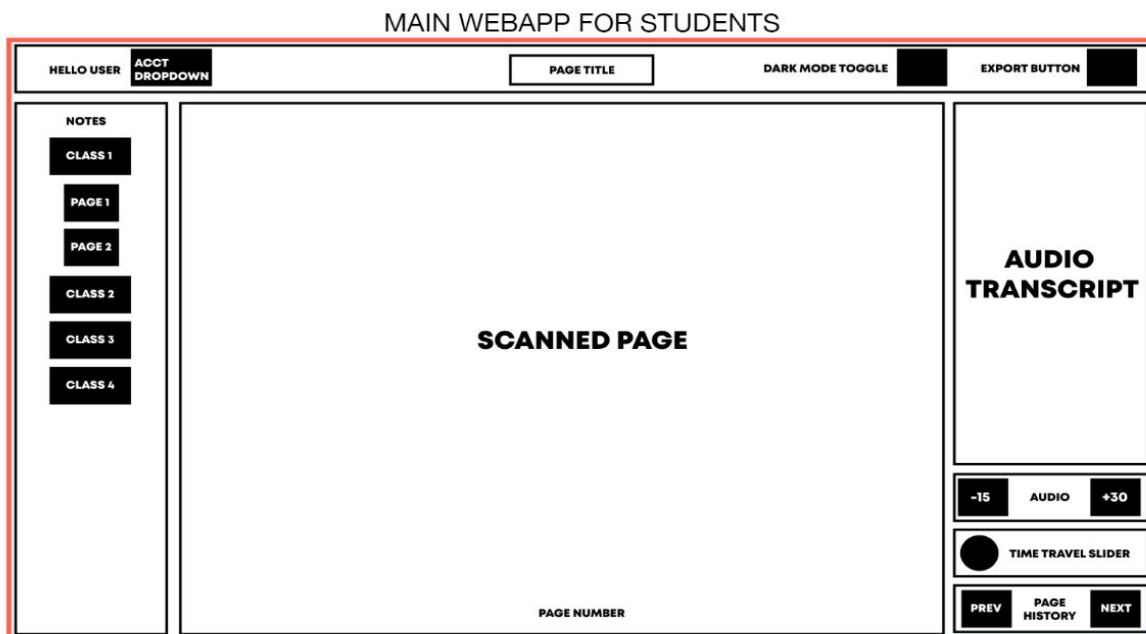 MAIN WEBAPP FOR STUDENTS
HELLO USER
ACCT
DROPDOWN
PAGE TITLE
DARK MODE TOGGLE
EXPORT BUTTON
NOTES
CLASS 1
PAGE 1
PAGE 2
CLASS 2
CLASS 3
CLASS 4
SCANNED PAGE
PAGE NUMBER
AUDIO
TRANSCRIPT
-15
AUDIO
+30
TIME TRAVEL SLIDER
PREV
PAGE
HISTORY
NEXT